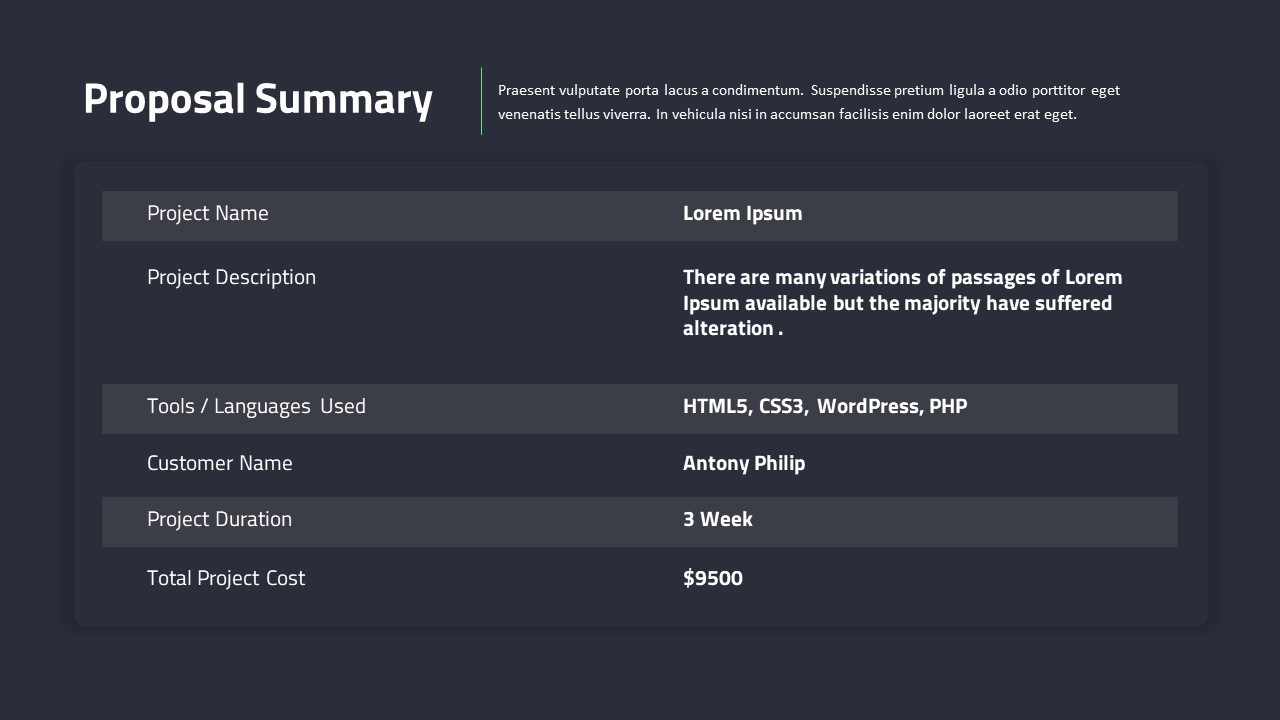 Proposal Summary
Praesent vulputate porta lacus a condimentum. Suspendisse pretium ligula a odio porttitor eget
venenatis tellus viverra. In vehicula nisi in accumsan facilisis enim dolor laoreet erat eget.
Project Name
Lorem Ipsum
Project Description
There are many variations of passages of Lorem
Ipsum available but the majority have suffered
alteration .
Tools / Languages Used
HTML5, CSS3, WordPress, PHP
Customer Name
Antony Philip
Project Duration
3 Week
Total Project Cost
$9500